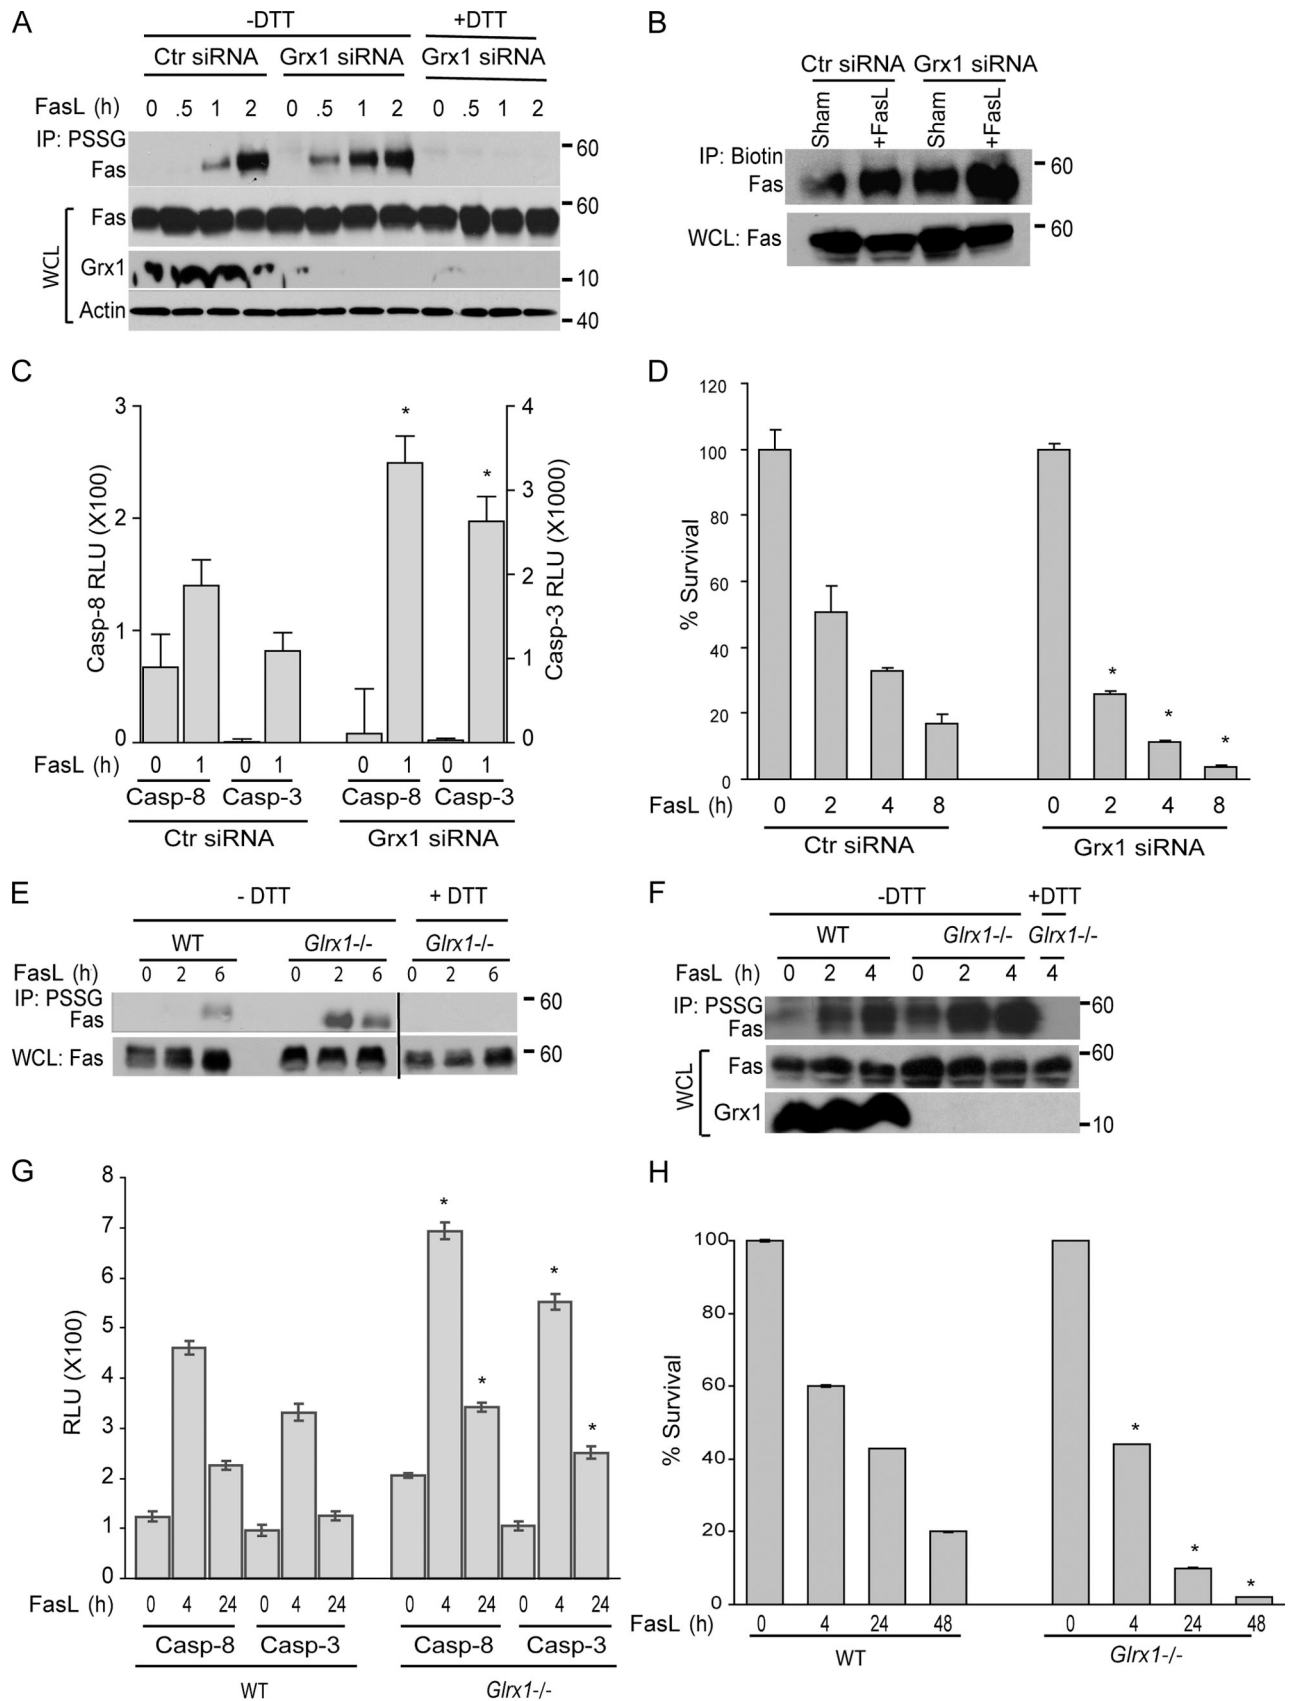 A
-DTT +DTT
Ctr siRNA Grx1 siRNA Grx1 siRNA
FasL (h) 0 .5 1 2 0 .5 1 2 0 .5 1 2
IP: PSSG
Fas
60
WCL
Fas
60
Grx1
10
Actin
40
B
Ctr siRNA Grx1 siRNA
Sham +FasL Sham +FasL
IP: Biotin
Fas
60
WCL: Fas
60
C
Casp-8 RLU (X100)
3
2
1
0
* *
4
3
2
1
0
Casp-3 RLU (X1000)
FasL (h) 0 1 0 1 0 1 0 1
Casp-8 Casp-3 Casp-8 Casp-3
Ctr siRNA Grx1 siRNA
D
% Survival
120
100
80
60
40
20
0
* * *
FasL (h) 0 2 4 8 0 2 4 8
Ctr siRNA Grx1 siRNA
E
- DTT + DTT
WT Glrx1-/- Glrx1-/-
FasL (h) 0 2 6 0 2 6 0 2 6
IP: PSSG
Fas
60
WCL: Fas
60
F
-DTT +DTT
WT Glrx1-/- Glrx1-/-
FasL (h) 0 2 4 0 2 4 4
IP: PSSG
Fas
60
WCL
Fas
60
Grx1
10
G
RLU (X100)
8
7
6
5
4
3
2
1
0
* * * *
FasL (h) 0 4 24 0 4 24 0 4 24 0 4 24
Casp-8 Casp-3 Casp-8 Casp-3
WT Glrx1-/-
H
% Survival
100
80
60
40
20
0
* * *
FasL (h) 0 4 24 48 0 4 24 48
WT Glrx1-/-